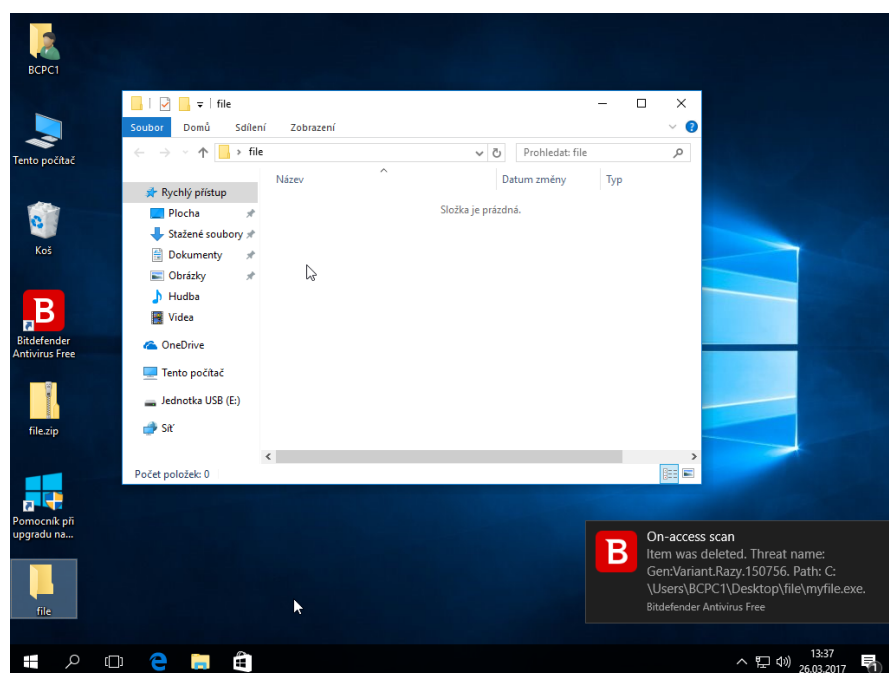 BCPC1
Tento počítač
Koš
Bitdefender
Antivirus Free
file.zip
Pomocník při
upgradu na...
file
file
Soubor Domů Sdílení Zobrazení
file
Prohledat: file
Název Datum změny Typ
Složka je prázdná.
Rychlý přístup
Plocha
Stažené soubory
Dokumenty
Obrázky
Hudba
Videa
OneDrive
Tento počítač
Jednotka USB (E:)
Síť
Počet položek: 0
B
On-access scan
Item was deleted. Threat name:
Gen:Variant.Razy.150756. Path: C:
\Users\BCPC1\Desktop\file\myfile.exe.
Bitdefender Antivirus Free
13:37
26.03.2017
1